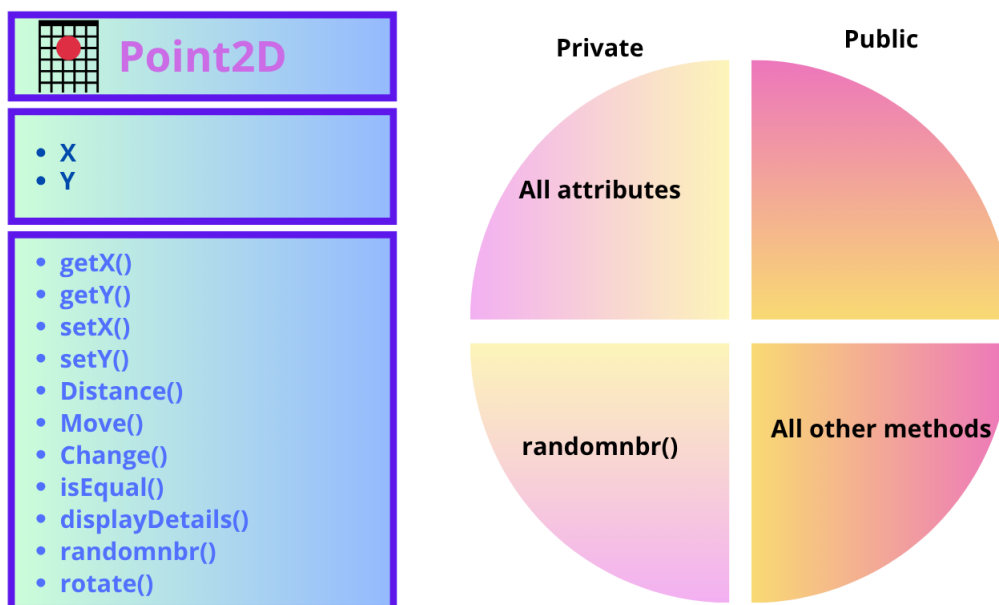 Point2D
X
Y
getX()
getY()
setX()
setY()
Distance()
Move()
Change()
isEqual()
displayDetails()
randomnbr()
rotate()
Private
Public
All attributes
randomnbr()
All other methods